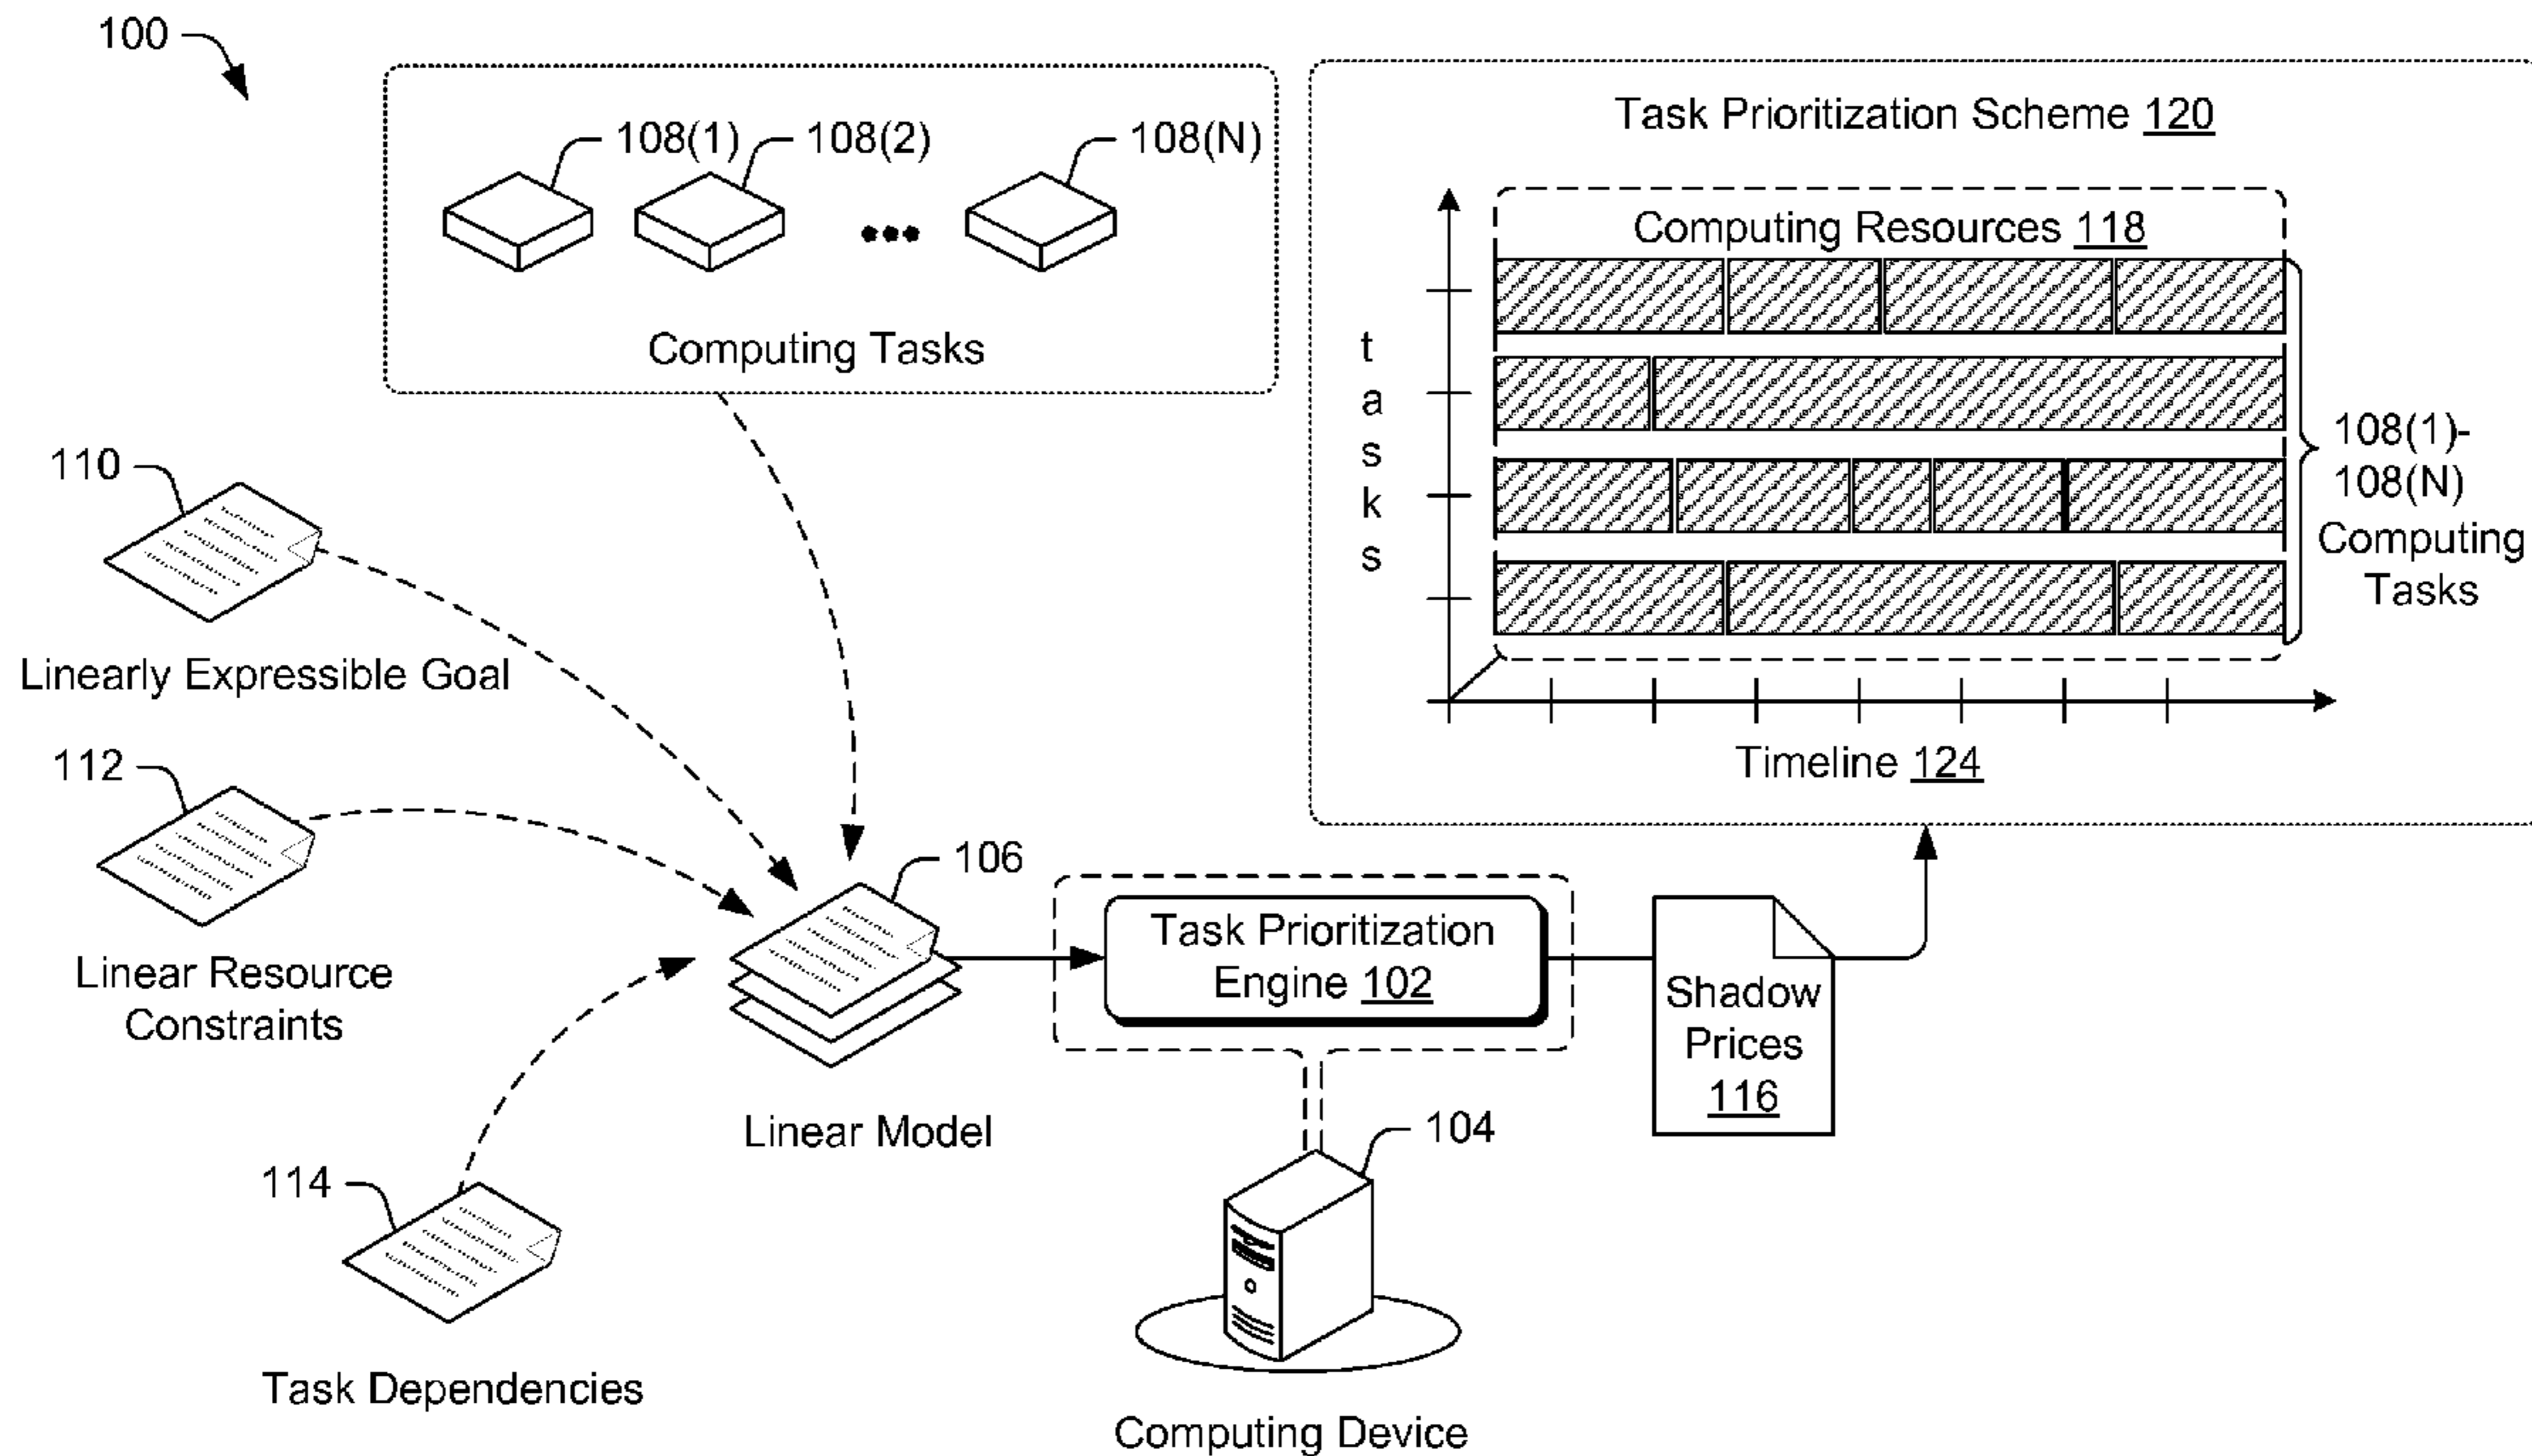 100
108(1)
108(2)
108(N)
Computing Tasks
Task Prioritization Scheme 120
Computing Resources 118
tasks
108(1)-
108(N)
Computing
Tasks
Timeline 124
110
Linearly Expressible Goal
112
Linear Resource
Constraints
114
Task Dependencies
106
Linear Model
Task Prioritization
Engine 102
104
Computing Device
Shadow
Prices
116